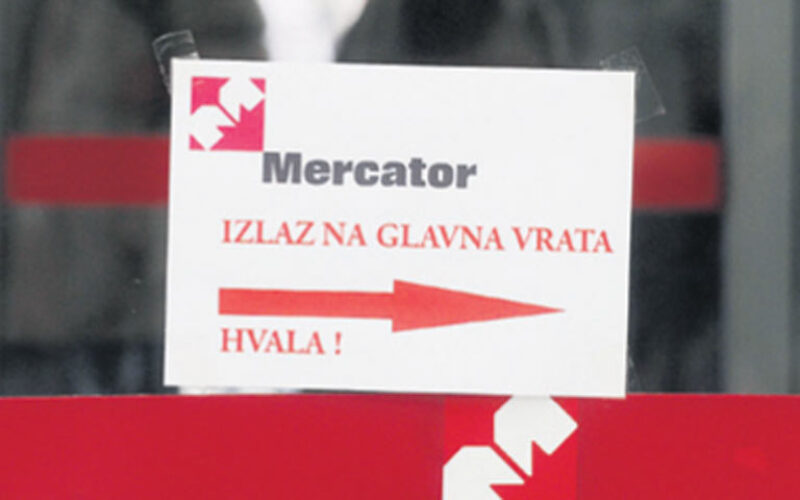 Mercator
IZLAZ NA GLAVNA VRATA
HVALA !